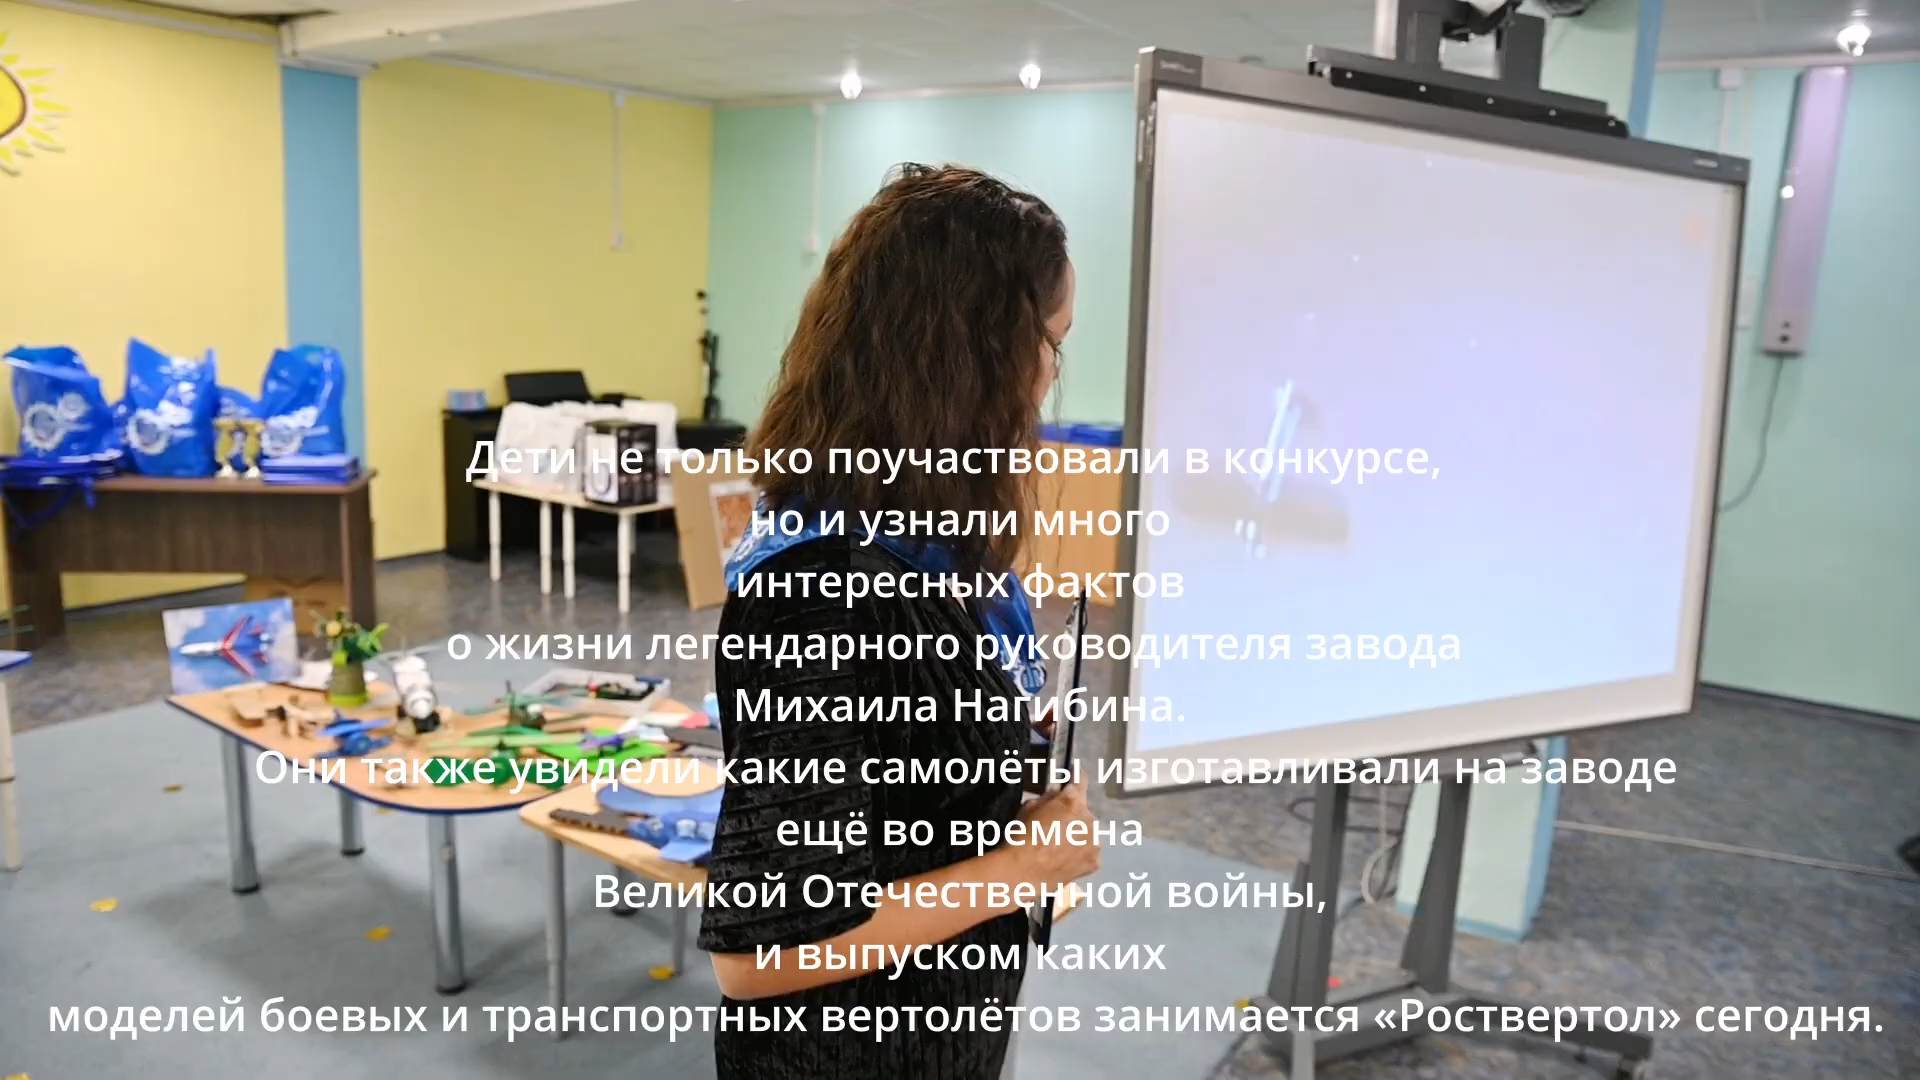 Дети не только поучаствовали в конкурсе,
но и узнали много
интересных фактов
о жизни легендарного руководителя завода
Михаила Нагибина.
Они также увидели какие самолёты изготавливали на заводе
ещё во времена
Великой Отечественной войны,
и выпуском каких
моделей боевых и транспортных вертолётов занимается «Роствертол» сегодня.